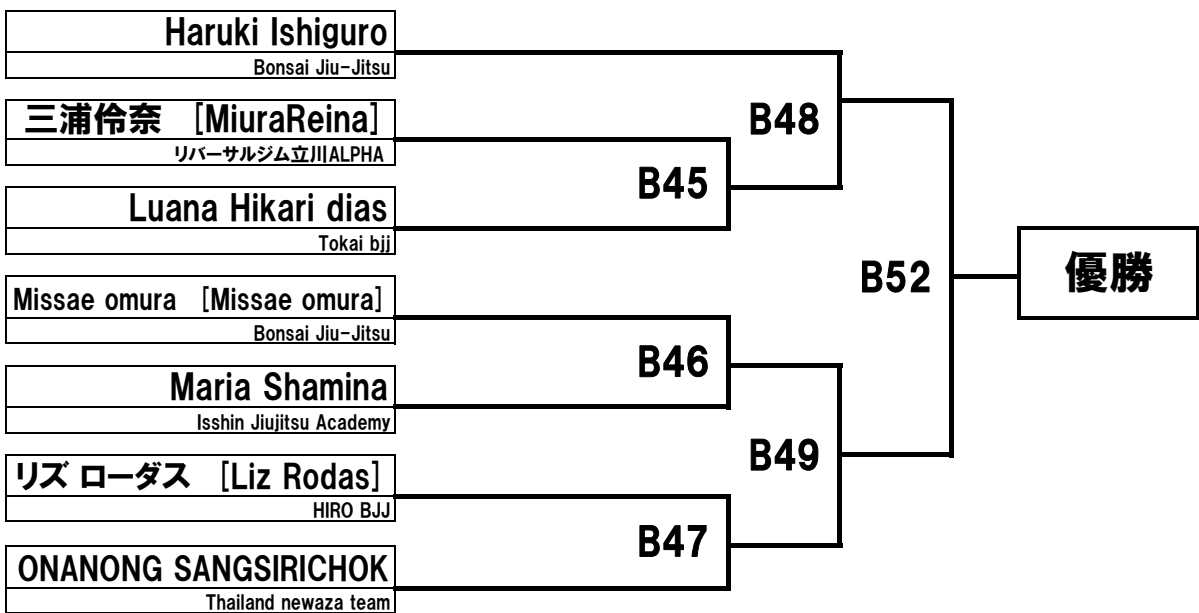 Haruki Ishiguro
Bonsai Jiu-Jitsu
三浦伶奈　[MiuraReina]
リバーサルジム立川ALPHA
Luana Hikari dias
Tokai bjj
Missae omura　[Missae omura]
Bonsai Jiu-Jitsu
Maria Shamina
Isshin Jiujitsu Academy
リズ ローダス　[Liz Rodas]
HIRO BJJ
ONANONG SANGSIRICHOK
Thailand newaza team
B45
B46
B47
B48
B49
B52
優勝